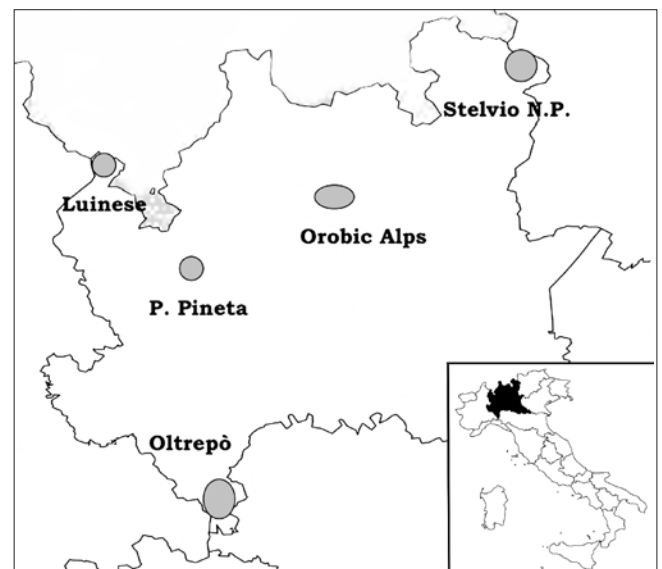 Stelvio N.P.
Luinese
Orobic Alps
P. Pineta
Oltrepò